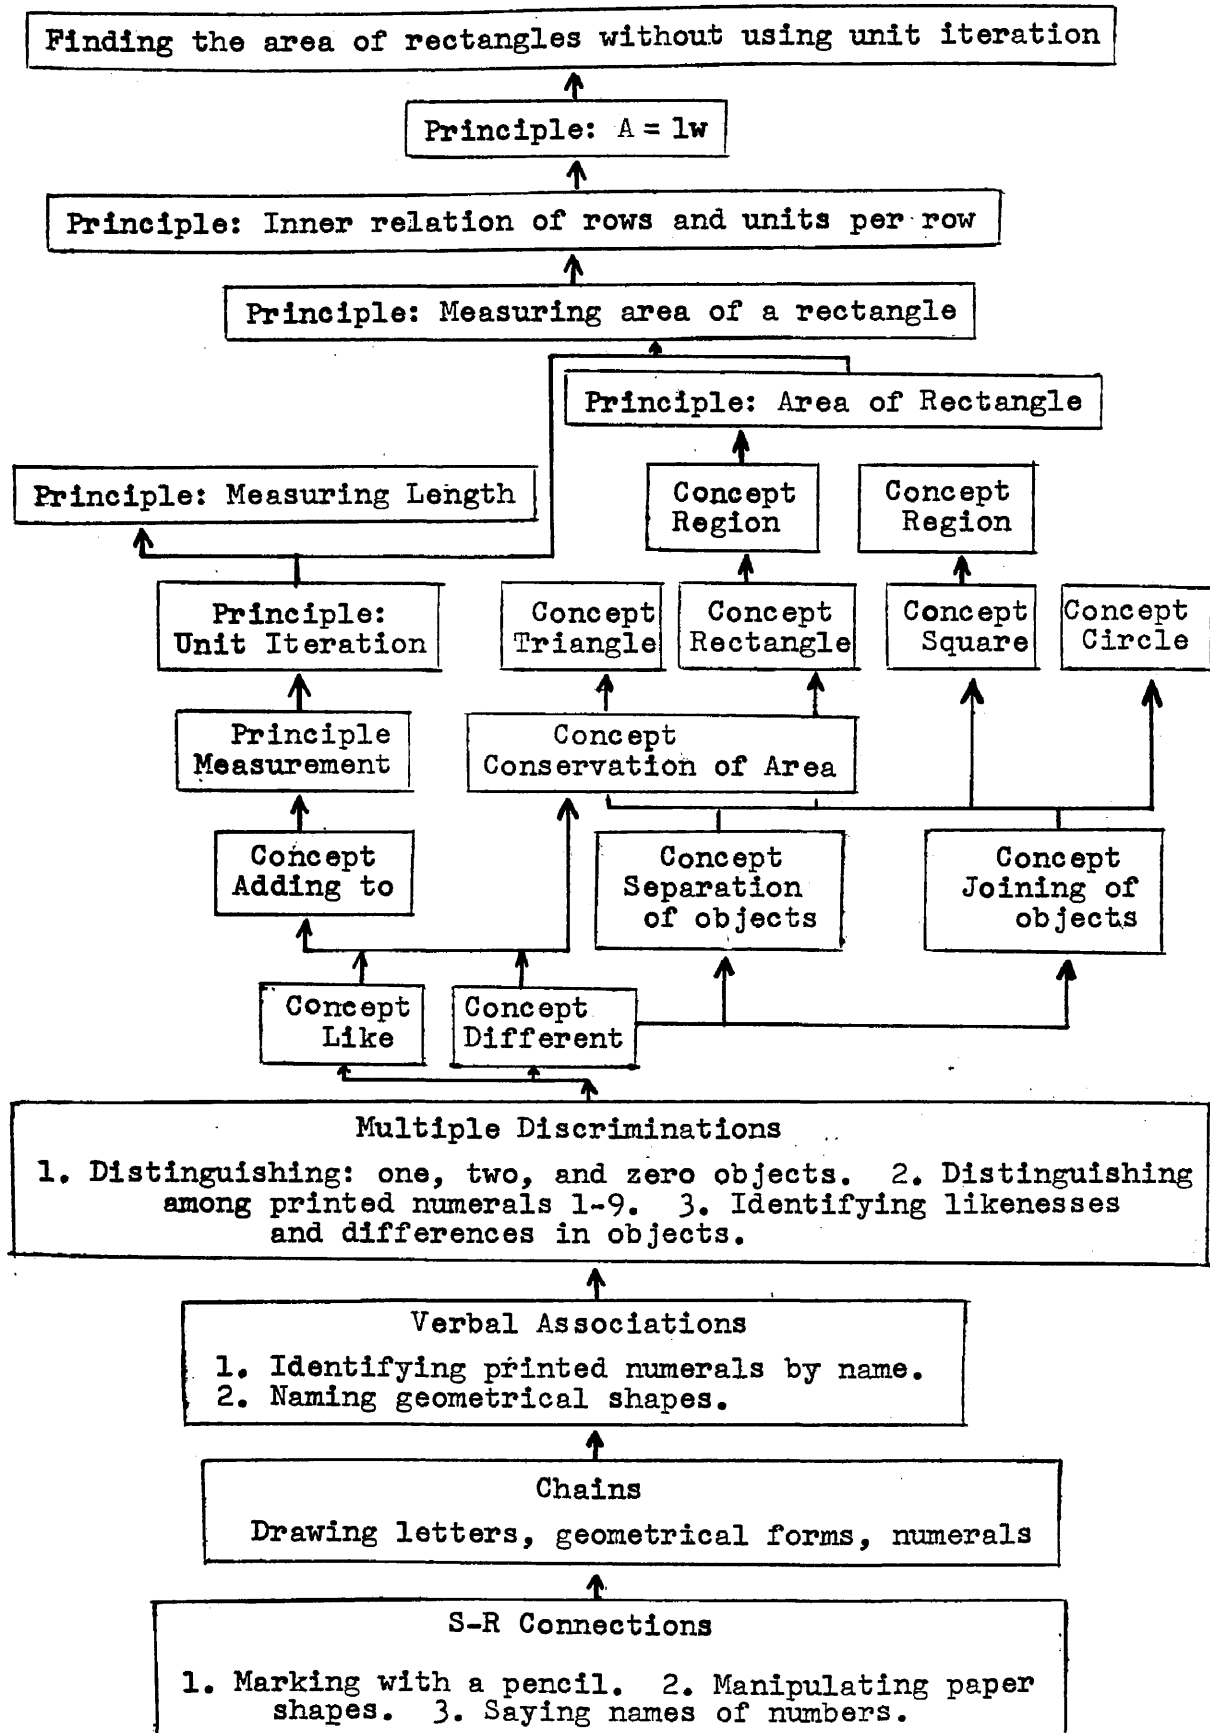 Finding the area of rectangles without using unit iteration
Principle: A = lw
Principle: Inner relation of rows and units per row
Principle: Measuring area of a rectangle
Principle: Area of Rectangle
Principle: Measuring Length
Concept
Region
Concept
Region
Principle:
Unit Iteration
Concept
Triangle
Concept
Rectangle
Concept
Square
Concept
Circle
Principle
Measurement
Concept
Conservation of Area
Concept
Adding to
Concept
Separation
of objects
Concept
Joining of
objects
Concept
Like
Concept
Different
Multiple Discriminations
1. Distinguishing: one, two, and zero objects. 2. Distinguishing
among printed numerals 1-9. 3. Identifying likenesses
and differences in objects.
Verbal Associations
1. Identifying printed numerals by name.
2. Naming geometrical shapes.
Chains
Drawing letters, geometrical forms, numerals
S-R Connections
1. Marking with a pencil. 2. Manipulating paper
shapes. 3. Saying names of numbers.